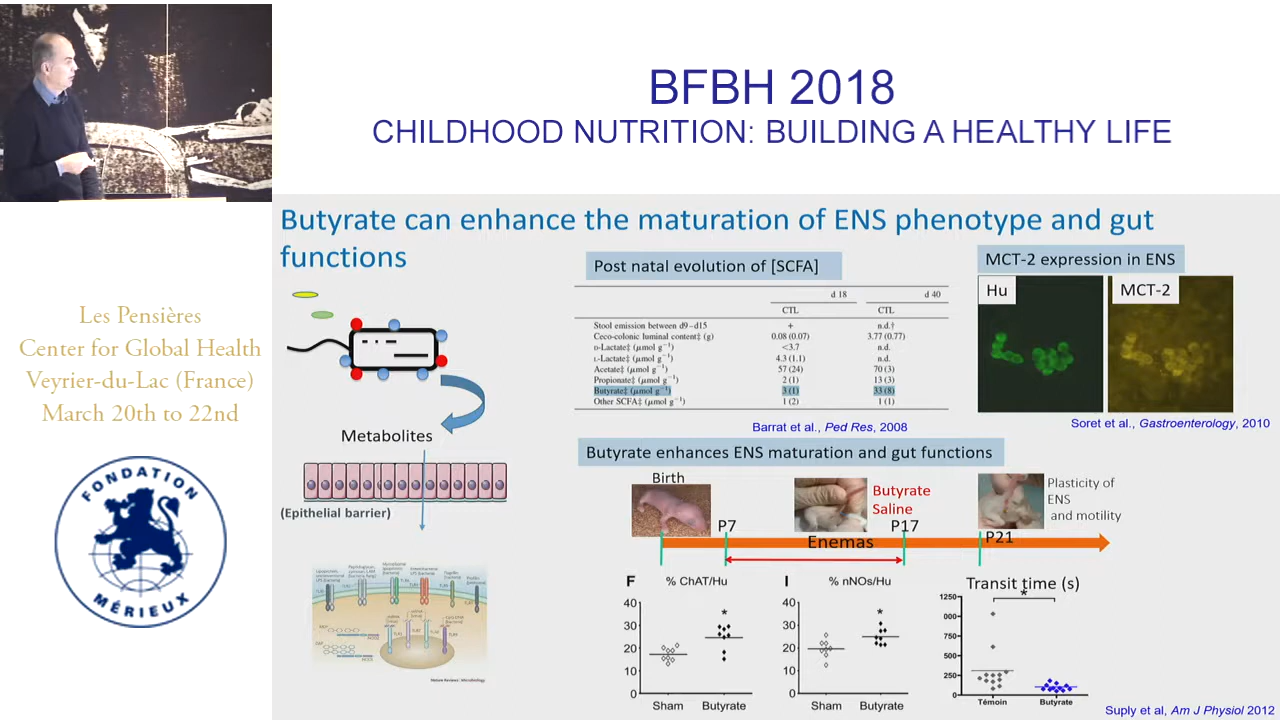 BFBH 2018
CHILDHOOD NUTRITION: BUILDING A HEALTHY LIFE
Les Pensières
Center for Global Health
Veyrier-du-Lac (France)
March 20th to 22nd
FONDATION
MÉRIEUX
Butyrate can enhance the maturation of ENS phenotype and gut
functions
Metabolites
(Epithelial barrier)
Nature Reviews | Microbiology
Post natal evolution of [SCFA]
d 18 d 40
CTL CTL
Stool emission between d9–d15 + n.d.†
Ceco-colonic luminal content‡ (g) 0.08 (0.07) 3.77 (0.77)
D-Lactate‡ (μmol g⁻¹) <3.7 n.d.
L-Lactate‡ (μmol g⁻¹) 4.3 (1.1) n.d.
Acetate‡ (μmol g⁻¹) 57 (24) 70 (3)
Propionate‡ (μmol g⁻¹) 2 (1) 13 (3)
Butyrate‡ (μmol g⁻¹) 3 (1) 33 (8)
Other SCFA‡ (μmol g⁻¹) 1 (2) 1 (1)
Barrat et al., Ped Res, 2008
MCT-2 expression in ENS
Hu
MCT-2
Soret et al., Gastroenterology, 2010
Butyrate enhances ENS maturation and gut functions
Birth
P7
Butyrate
Saline
P17
Enemas
P21
Plasticity of
ENS
and motility
F % ChAT/Hu
40
30
20
10
0
Sham Butyrate
*
I % nNOs/Hu
40
30
20
10
0
Sham Butyrate
*
Transit time (s)
*
1250
000
750
500
250
0
Témoin Butyrate
Suply et al, Am J Physiol 2012